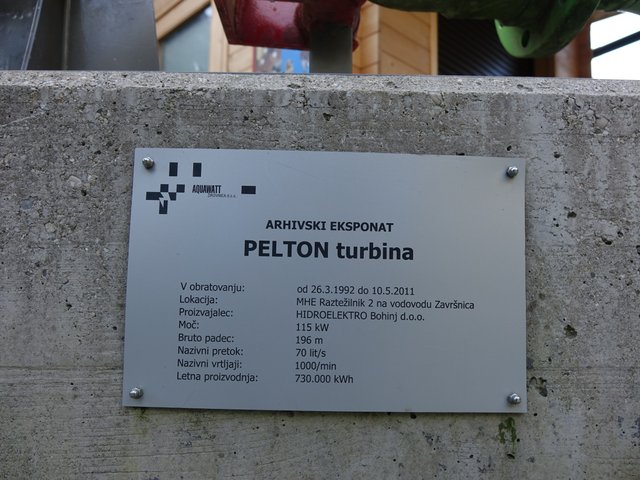 AQUAWATT
ARHIVSKI EKSPONAT
PELTON turbina
V obratovanju: od 26.3.1992 do 10.5.2011
Lokacija: MHE Raztežilnik 2 na vodovodu Završnica
Proizvajalec: HIDROELEKTRO Bohinj d.o.o.
Moč: 115 kW
Bruto padec: 196 m
Nazivni pretok: 70 lit/s
Nazivni vrtljaji: 1000/min
Letna proizvodnja: 730.000 kWh